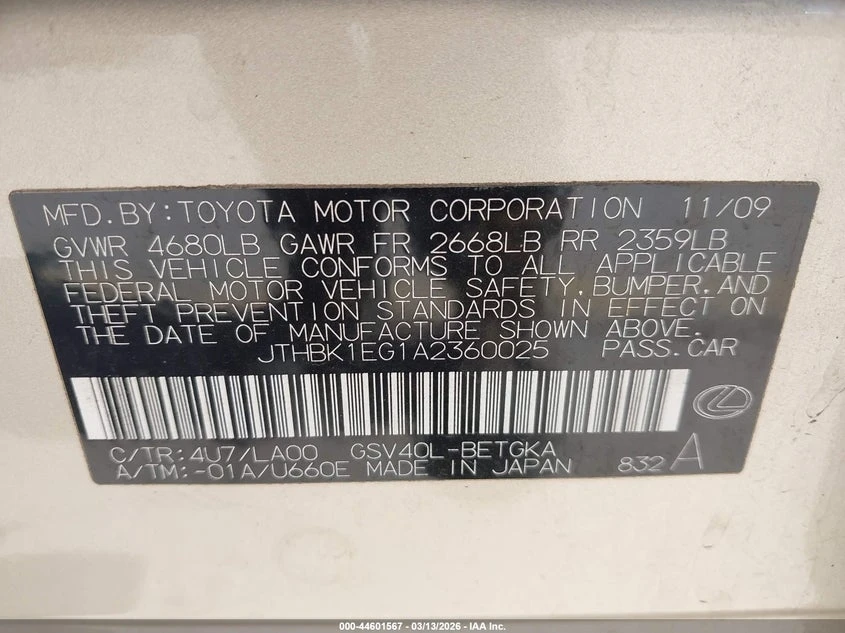 MFD.BY:TOYOTA MOTOR CORPORATION 11/09
GVWR 4680LB GAWR FR 2668LB RR 2359LB
THIS VEHICLE CONFORMS TO ALL APPLICABLE
FEDERAL MOTOR VEHICLE SAFETY,BUMPER,AND
THEFT PREVENTION STANDARDS IN EFFECT ON
THE DATE OF MANUFACTURE SHOWN ABOVE.
JTHBK1EG1A2360025 PASS.CAR
C/TR:4U7/LA00 GSV40L-BETGKA
A/TM:-01A/U660E MADE IN JAPAN 832 A
000-44601567 - 03/13/2026 - IAA Inc.